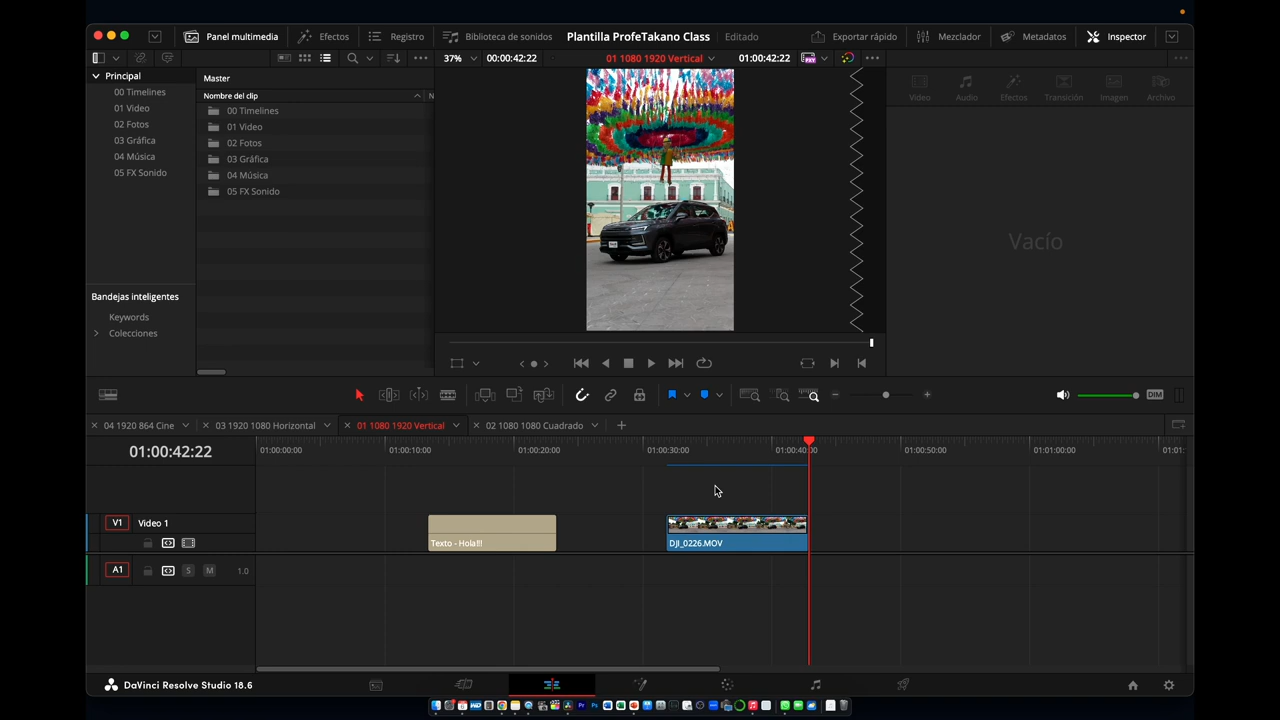 Panel multimedia
Efectos
Registro
Biblioteca de sonidos
Plantilla ProfeTakano Class
Editado
Exportar rápido
Mezclador
Metadatos
Inspector
37%
00:00:42:22
01 1080 1920 Vertical
01:00:42:22
Principal
00 Timelines
01 Video
02 Fotos
03 Gráfica
04 Música
05 FX Sonido
Bandejas inteligentes
Keywords
Colecciones
Master
Nombre del clip
N
00 Timelines
01 Video
02 Fotos
03 Gráfica
04 Música
05 FX Sonido
Video
Audio
Efectos
Transición
Imagen
Archivo
Vacío
DIM
04 1920 864 Cine
03 1920 1080 Horizontal
01 1080 1920 Vertical
02 1080 1080 Cuadrado
01:00:42:22
01:00:00:00
01:00:10:00
01:00:20:00
01:00:30:00
01:00:40:00
01:00:50:00
01:01:00:00
01:01:
V1
Video 1
Texto - Hola!!!
DJI_0226.MOV
A1
S
M
1.0
DaVinci Resolve Studio 18.6